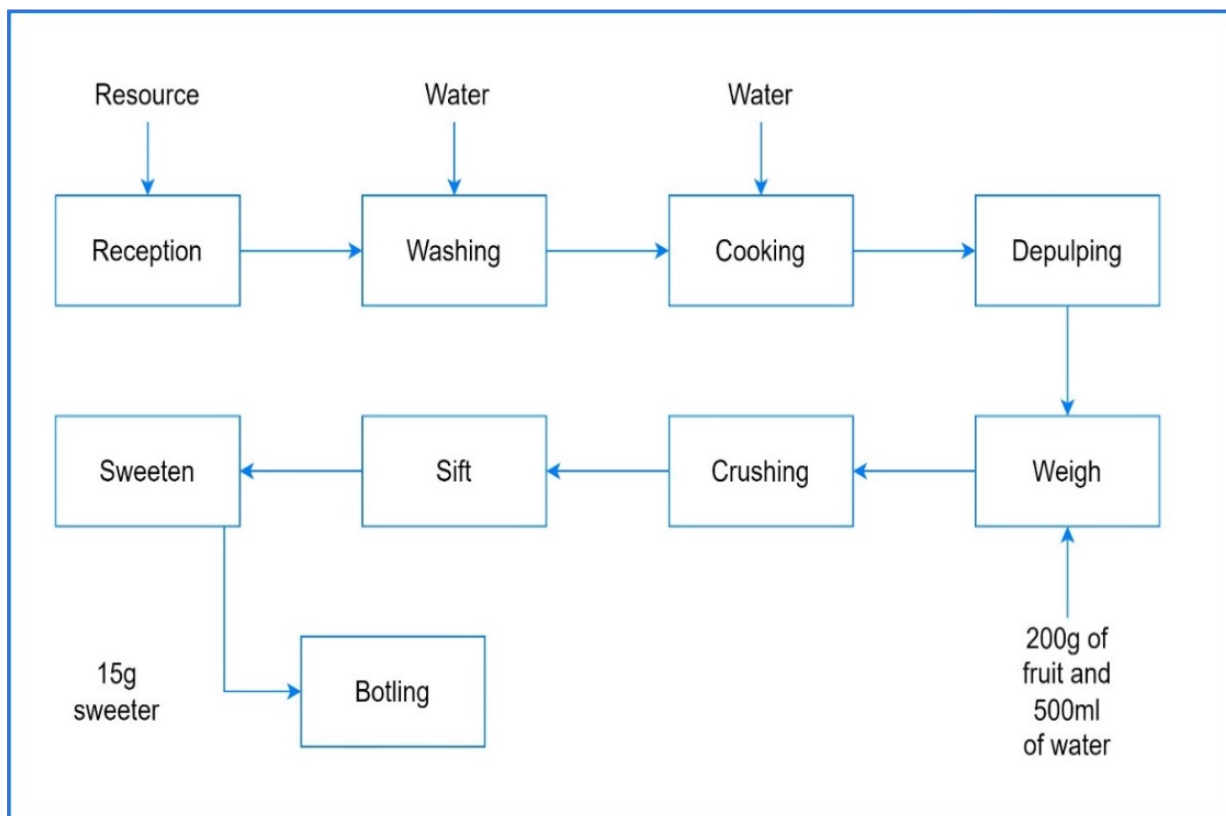 Resource
Water
Water
Reception
Washing
Cooking
Depulping
Sweeten
Sift
Crushing
Weigh
15g
sweeter
Botling
200g of
fruit and
500ml
of water